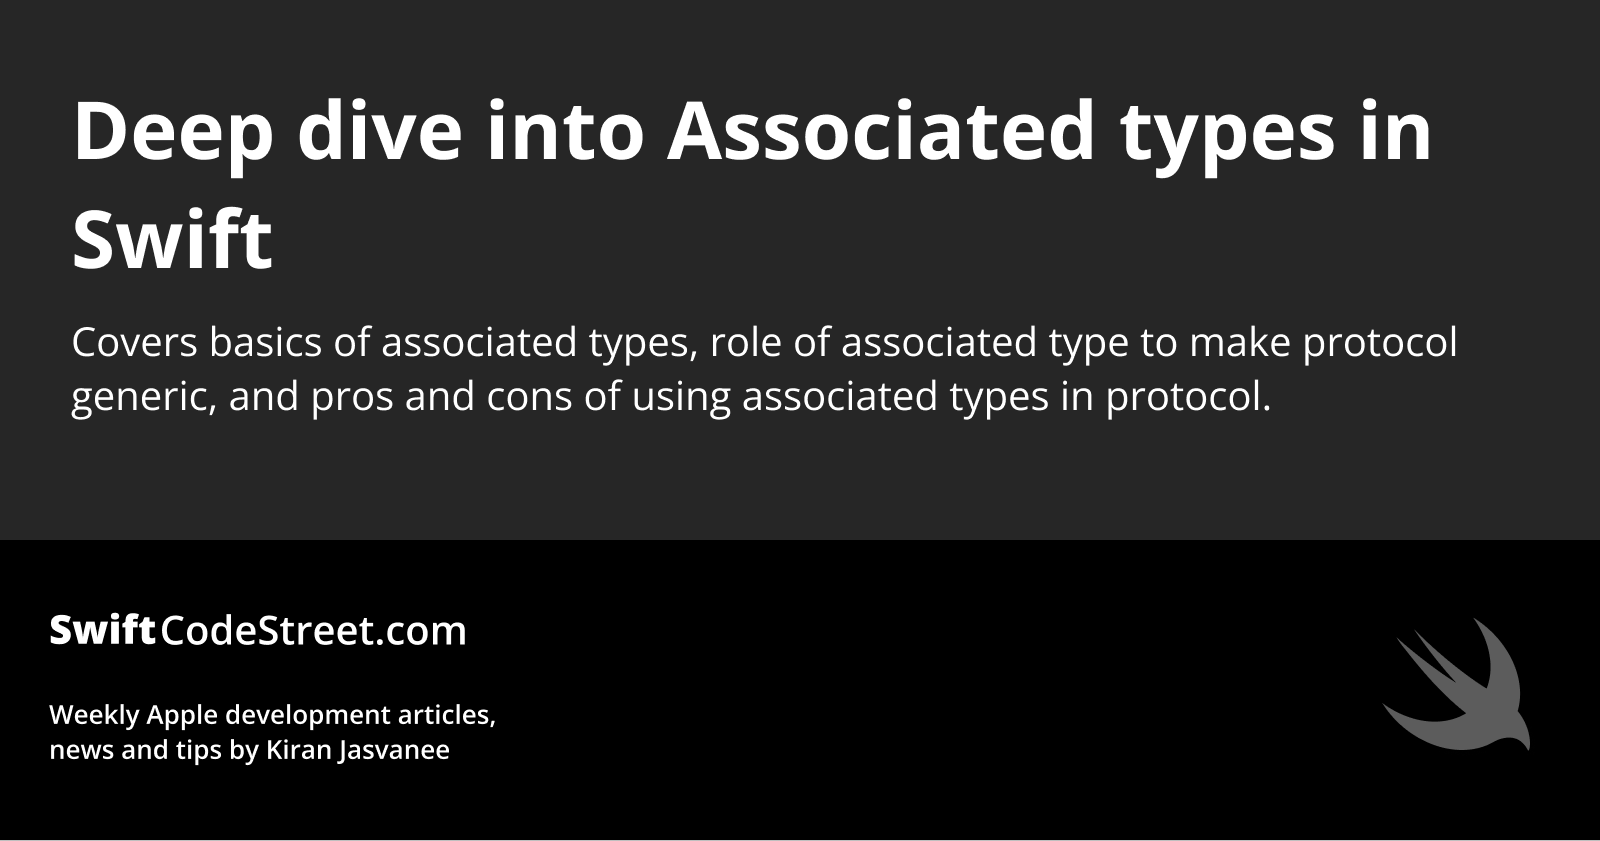 Deep dive into Associated types in
Swift
Covers basics of associated types, role of associated type to make protocol
generic, and pros and cons of using associated types in protocol.
SwiftCodeStreet.com
Weekly Apple development articles,
news and tips by Kiran Jasvanee